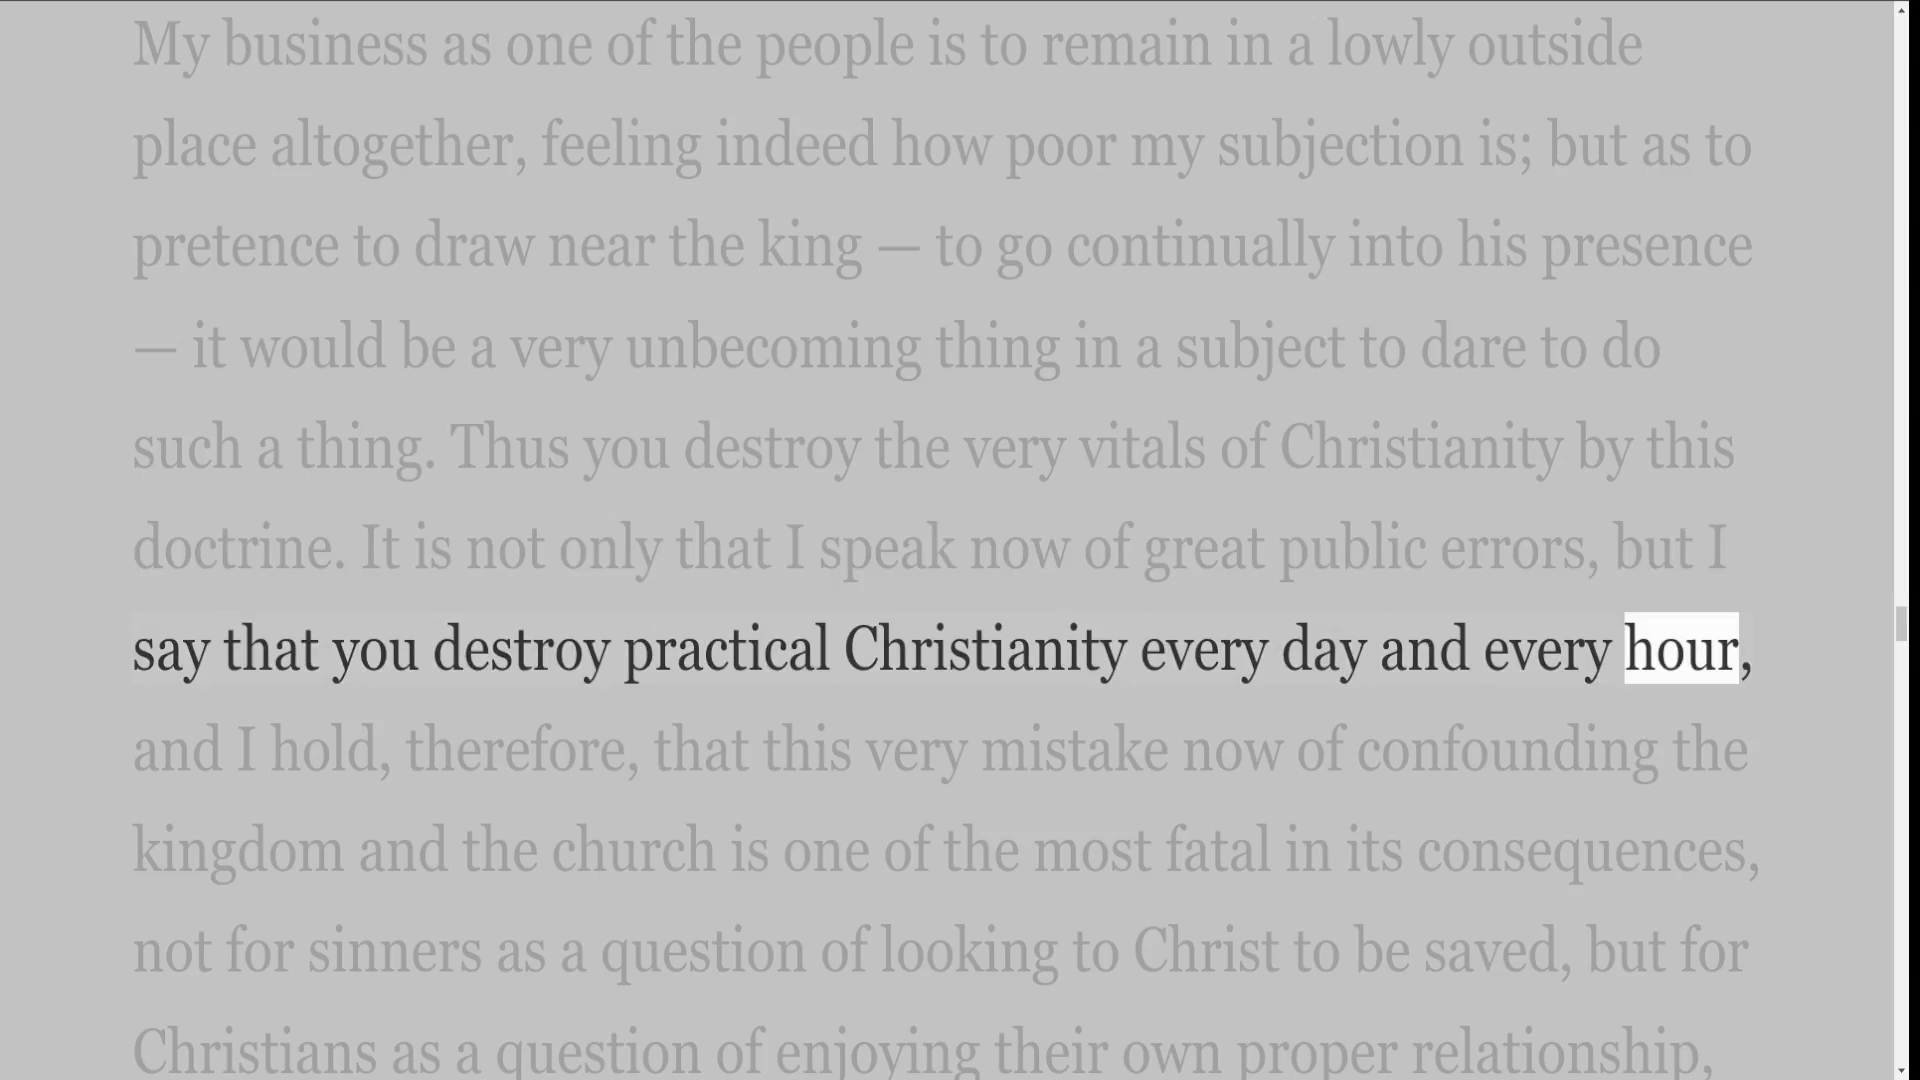 My business as one of the people is to remain in a lowly outside
place altogether, feeling indeed how poor my subjection is; but as to
pretence to draw near the king — to go continually into his presence
— it would be a very unbecoming thing in a subject to dare to do
such a thing. Thus you destroy the very vitals of Christianity by this
doctrine. It is not only that I speak now of great public errors, but I
say that you destroy practical Christianity every day and every hour,
and I hold, therefore, that this very mistake now of confounding the
kingdom and the church is one of the most fatal in its consequences,
not for sinners as a question of looking to Christ to be saved, but for
Christians as a question of enjoying their own proper relationship,